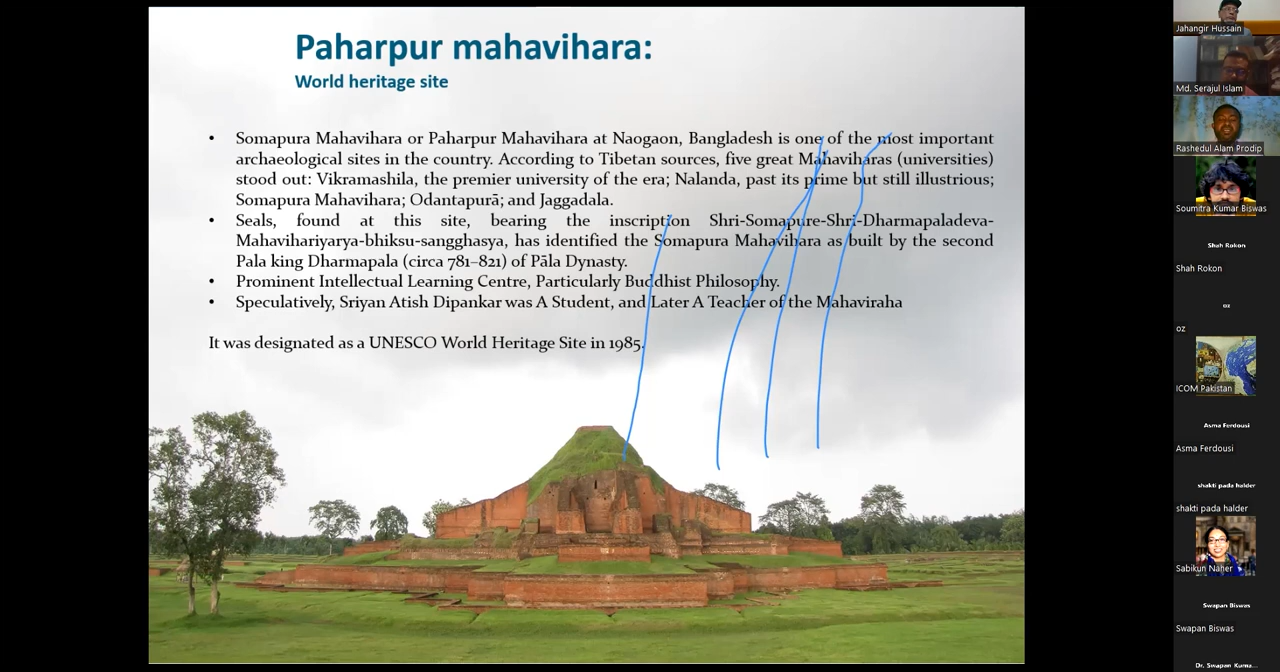 Paharpur mahavihara:
World heritage site
• Somapura Mahavihara or Paharpur Mahavihara at Naogaon, Bangladesh is one of the most important
archaeological sites in the country. According to Tibetan sources, five great Mahaviharas (universities)
stood out: Vikramashila, the premier university of the era; Nalanda, past its prime but still illustrious;
Somapura Mahavihara; Odantapurā; and Jaggadala.
• Seals, found at this site, bearing the inscription Shri-Somapure-Shri-Dharmapaladeva-
Mahavihariyarya-bhiksu-sangghasya, has identified the Somapura Mahavihara as built by the second
Pala king Dharmapala (circa 781–821) of Pāla Dynasty.
• Prominent Intellectual Learning Centre, Particularly Buddhist Philosophy.
• Speculatively, Sriyan Atish Dipankar was A Student, and Later A Teacher of the Mahaviraha
It was designated as a UNESCO World Heritage Site in 1985.
Jahangir Hussain
Md. Serajul Islam
Rashedul Alam Prodip
Soumitra Kumar Biswas
Shah Rokon
Shah Rokon
oz
oz
ICOM Pakistan
Asma Ferdousi
Asma Ferdousi
shakti pada halder
shakti pada halder
Sabikun Naher
Swapan Biswas
Swapan Biswas
Dr. Swapan Kuma...